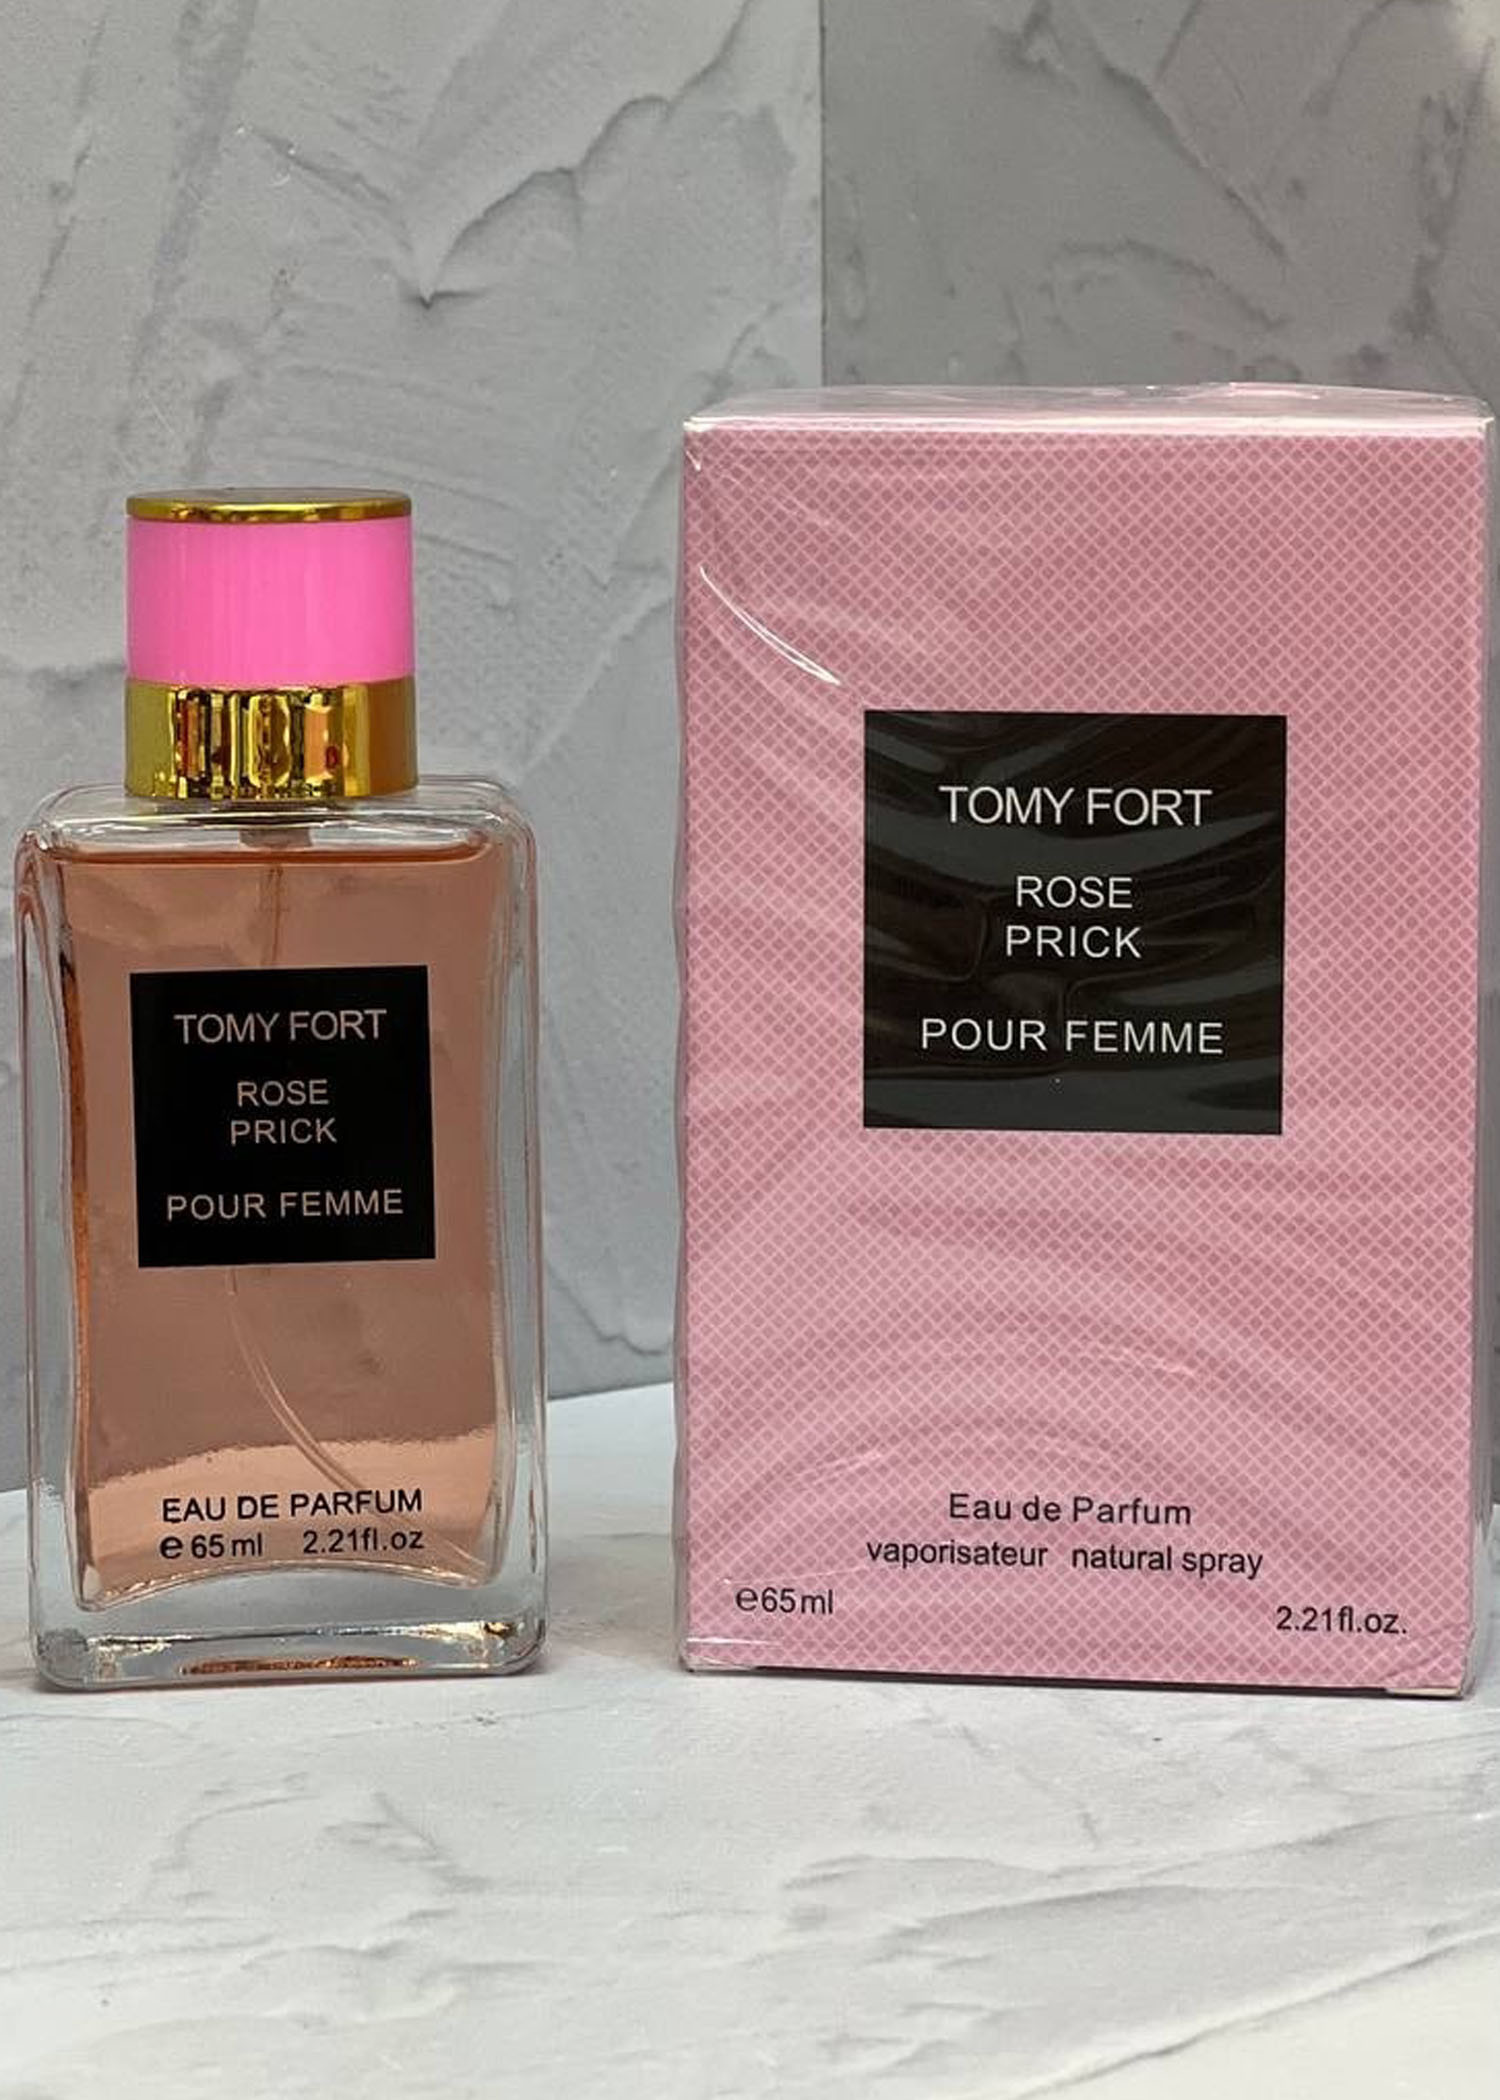 TOMY FORT
ROSE
PRICK
POUR FEMME
EAU DE PARFUM
℮ 65 ml 2.21fl.oz
TOMY FORT
ROSE
PRICK
POUR FEMME
Eau de Parfum
vaporisateur natural spray
℮65ml 2.21fl.oz.